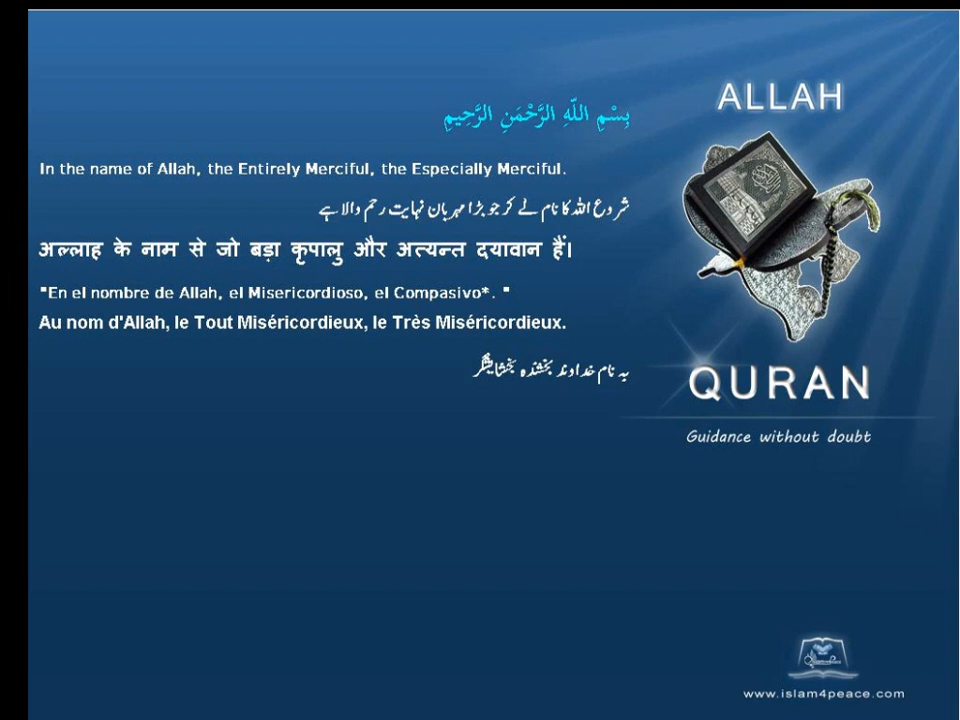 بِسْمِ اللّهِ الرَّحْمَنِ الرَّحِيمِ
In the name of Allah, the Entirely Merciful, the Especially Merciful.
شروع الله کا نام لے کر جو بڑا مہربان نہایت رحم والا ہے
अल्लाह के नाम से जो बड़ा कृपालु और अत्यन्त दयावान हैं।
"En el nombre de Allah, el Misericordioso, el Compasivo*. "
Au nom d'Allah, le Tout Miséricordieux, le Très Miséricordieux.
به نام خداوند بخشنده بخشایشگر
ALLAH
QURAN
Guidance without doubt
www.islam4peace.com